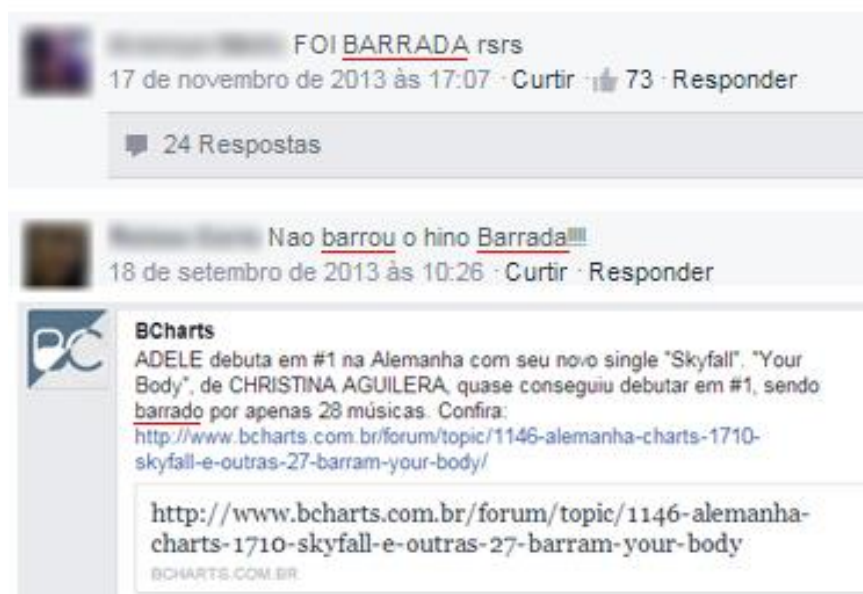 FOI BARRADA rsrs
17 de novembro de 2013 às 17:07 · Curtir · 73 · Responder
24 Respostas
Nao barrou o hino Barrada!!!!
18 de setembro de 2013 às 10:26 · Curtir · Responder
BC
BCharts
ADELE debuta em #1 na Alemanha com seu novo single "Skyfall". "Your
Body", de CHRISTINA AGUILERA, quase conseguiu debutar em #1, sendo
barrado por apenas 28 músicas. Confira:
http://www.bcharts.com.br/forum/topic/1146-alemanha-charts-1710-
skyfall-e-outras-27-barram-your-body/
http://www.bcharts.com.br/forum/topic/1146-alemanha-
charts-1710-skyfall-e-outras-27-barram-your-body
BCHARTS.COM.BR